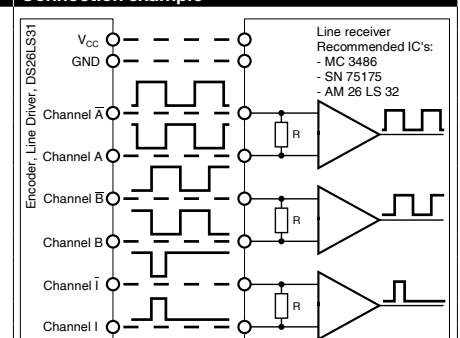 Connection example
Encoder, Line Driver, DS26LS31
VCC
GND
Channel A̅
Channel A
Channel B̅
Channel B
Channel I̅
Channel I
R
R
R
Line receiver
Recommended IC's:
- MC 3486
- SN 75175
- AM 26 LS 32